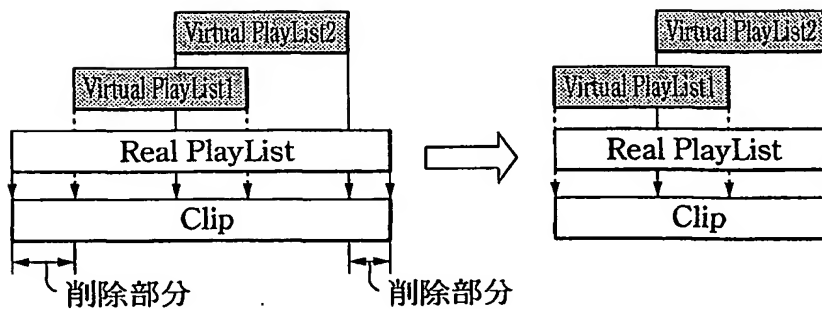 Virtual PlayList2
Virtual PlayList1
Real PlayList
Clip
削除部分
削除部分
Virtual PlayList2
Virtual PlayList1
Real PlayList
Clip